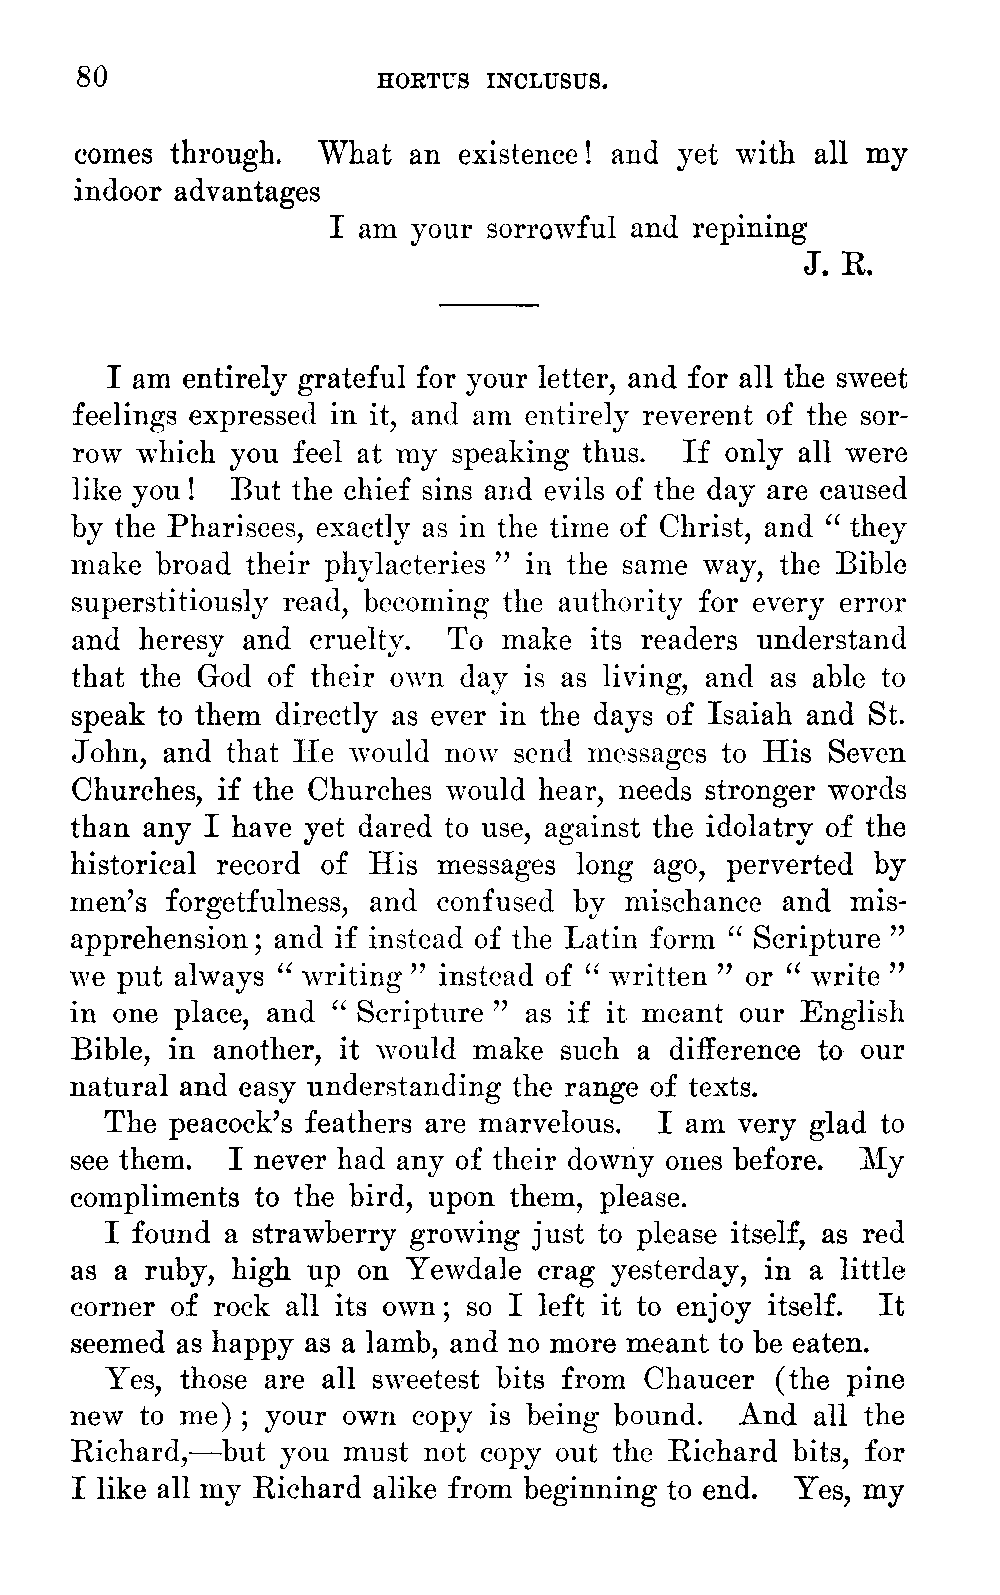 80 HORTUS INCLUSUS.
comes through. What an existence! and yet with all my
indoor advantages
I am your sorrowful and repining
J. R.
I am entirely grateful for your letter, and for all the sweet
feelings expressed in it, and am entirely reverent of the sor-
row which you feel at my speaking thus. If only all were
like you! But the chief sins and evils of the day are caused
by the Pharisees, exactly as in the time of Christ, and “they
make broad their phylacteries” in the same way, the Bible
superstitiously read, becoming the authority for every error
and heresy and cruelty. To make its readers understand
that the God of their own day is as living, and as able to
speak to them directly as ever in the days of Isaiah and St.
John, and that He would now send messages to His Seven
Churches, if the Churches would hear, needs stronger words
than any I have yet dared to use, against the idolatry of the
historical record of His messages long ago, perverted by
men’s forgetfulness, and confused by mischance and mis-
apprehension; and if instead of the Latin form “Scripture”
we put always “writing” instead of “written” or “write”
in one place, and “Scripture” as if it meant our English
Bible, in another, it would make such a difference to our
natural and easy understanding the range of texts.
The peacock’s feathers are marvelous. I am very glad to
see them. I never had any of their downy ones before. My
compliments to the bird, upon them, please.
I found a strawberry growing just to please itself, as red
as a ruby, high up on Yewdale crag yesterday, in a little
corner of rock all its own; so I left it to enjoy itself. It
seemed as happy as a lamb, and no more meant to be eaten.
Yes, those are all sweetest bits from Chaucer (the pine
new to me); your own copy is being bound. And all the
Richard,—but you must not copy out the Richard bits, for
I like all my Richard alike from beginning to end. Yes, my